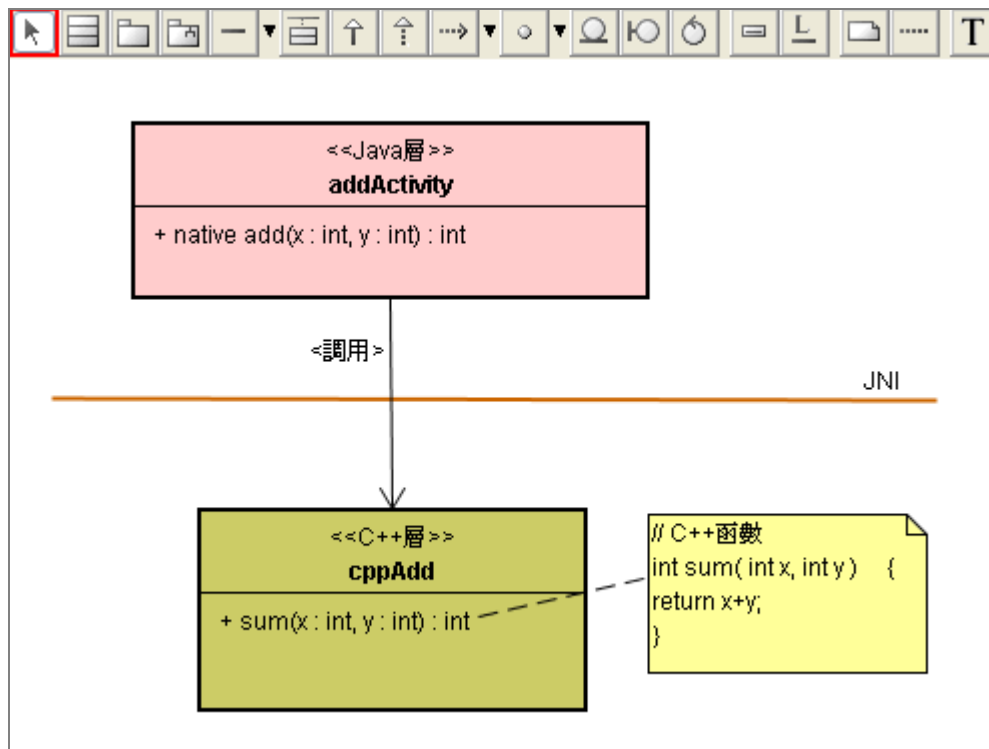 T
<<Java層>>
addActivity
+ native add(x : int, y : int) : int
<調用>
JNI
<<C++層>>
cppAdd
+ sum(x : int, y : int) : int
// C++函數
int sum( int x, int y ) {
return x+y;
}